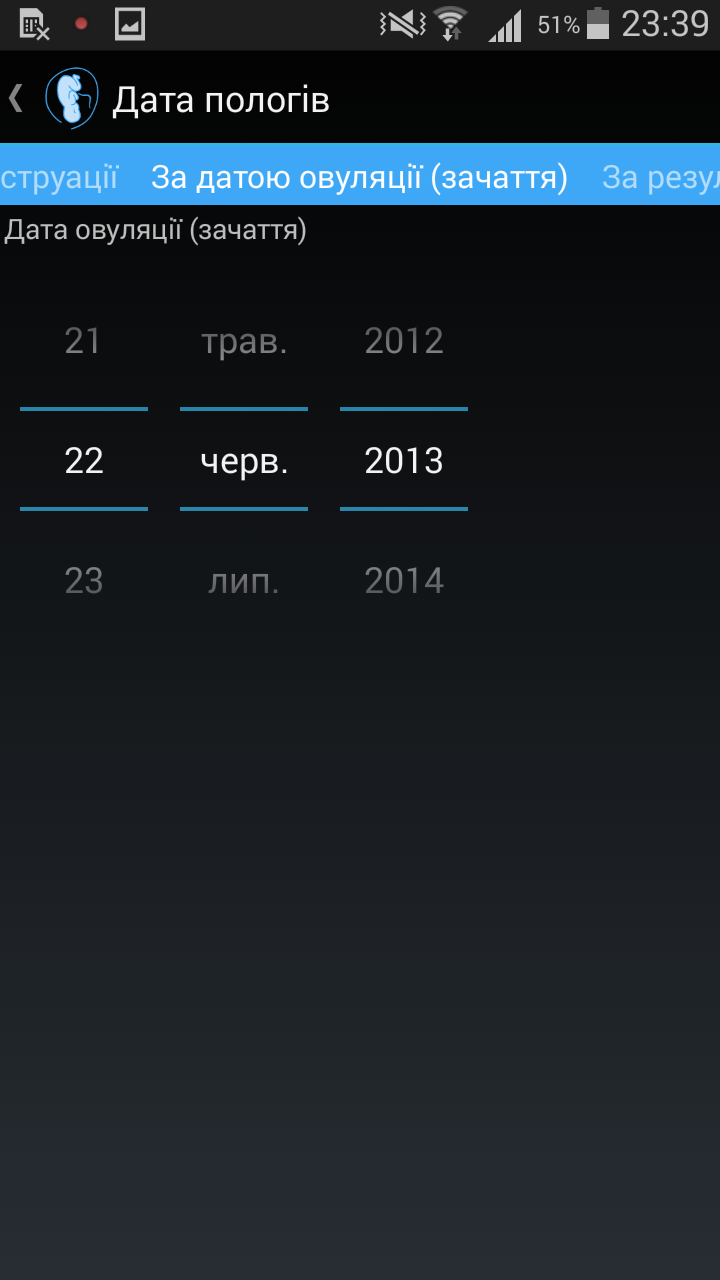 51% 23:39
Дата пологів
струації За датою овуляції (зачаття) За резул
Дата овуляції (зачаття)
21 трав. 2012
22 черв. 2013
23 лип. 2014